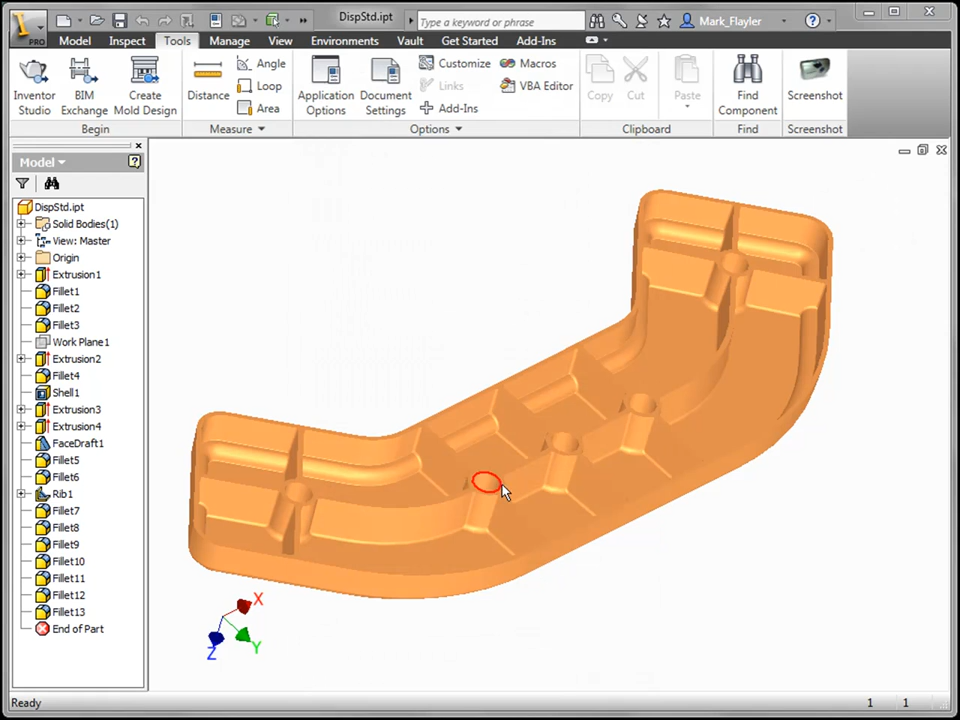 DispStd.ipt
Type a keyword or phrase
Mark_Flayler
PRO
Model Inspect Tools Manage View Environments Vault Get Started Add-Ins
Inventor Studio
BIM Exchange
Create Mold Design
Begin
Distance
Angle
Loop
Area
Measure
Application Options
Document Settings
Customize
Links
Add-Ins
Macros
VBA Editor
Options
Copy
Cut
Paste
Clipboard
Find Component
Find
Screenshot
Screenshot
Model
DispStd.ipt
Solid Bodies(1)
View: Master
Origin
Extrusion1
Fillet1
Fillet2
Fillet3
Work Plane1
Extrusion2
Fillet4
Shell1
Extrusion3
Extrusion4
FaceDraft1
Fillet5
Fillet6
Rib1
Fillet7
Fillet8
Fillet9
Fillet10
Fillet11
Fillet12
Fillet13
End of Part
X
Y
Z
Ready
1 1